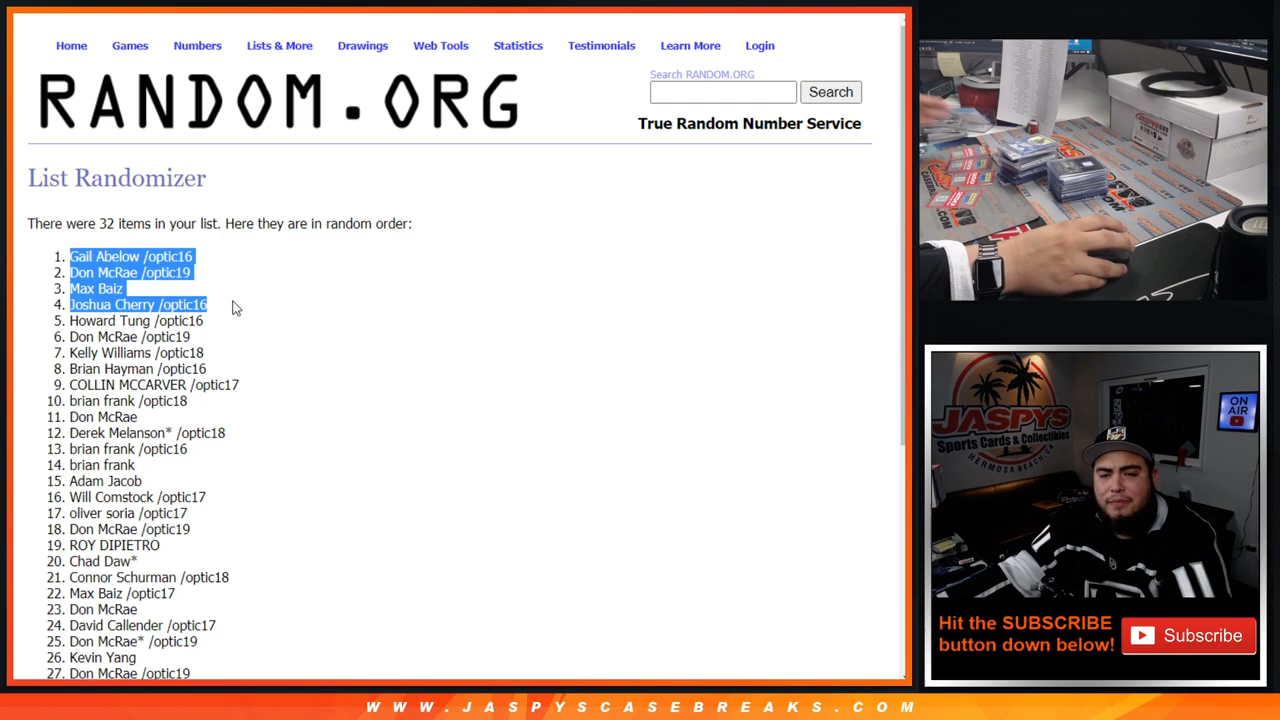 Home Games Numbers Lists & More Drawings Web Tools Statistics Testimonials Learn More Login
RANDOM.ORG
Search RANDOM.ORG
Search
True Random Number Service
List Randomizer
There were 32 items in your list. Here they are in random order:
1. Gail Abelow /optic16
2. Don McRae /optic19
3. Max Baiz
4. Joshua Cherry /optic16
5. Howard Tung /optic16
6. Don McRae /optic19
7. Kelly Williams /optic18
8. Brian Hayman /optic16
9. COLLIN MCCARVER /optic17
10. brian frank /optic18
11. Don McRae
12. Derek Melanson* /optic18
13. brian frank /optic16
14. brian frank
15. Adam Jacob
16. Will Comstock /optic17
17. oliver soria /optic17
18. Don McRae /optic19
19. ROY DIPIETRO
20. Chad Daw*
21. Connor Schurman /optic18
22. Max Baiz /optic17
23. Don McRae
24. David Callender /optic17
25. Don McRae* /optic19
26. Kevin Yang
27. Don McRae /optic19
JASPYS
Sports Cards & Collectibles
HERMOSA BEACH, CA
ON
AIR
Hit the SUBSCRIBE
button down below!
Subscribe
WWW.JASPYSCASEBREAKS.COM